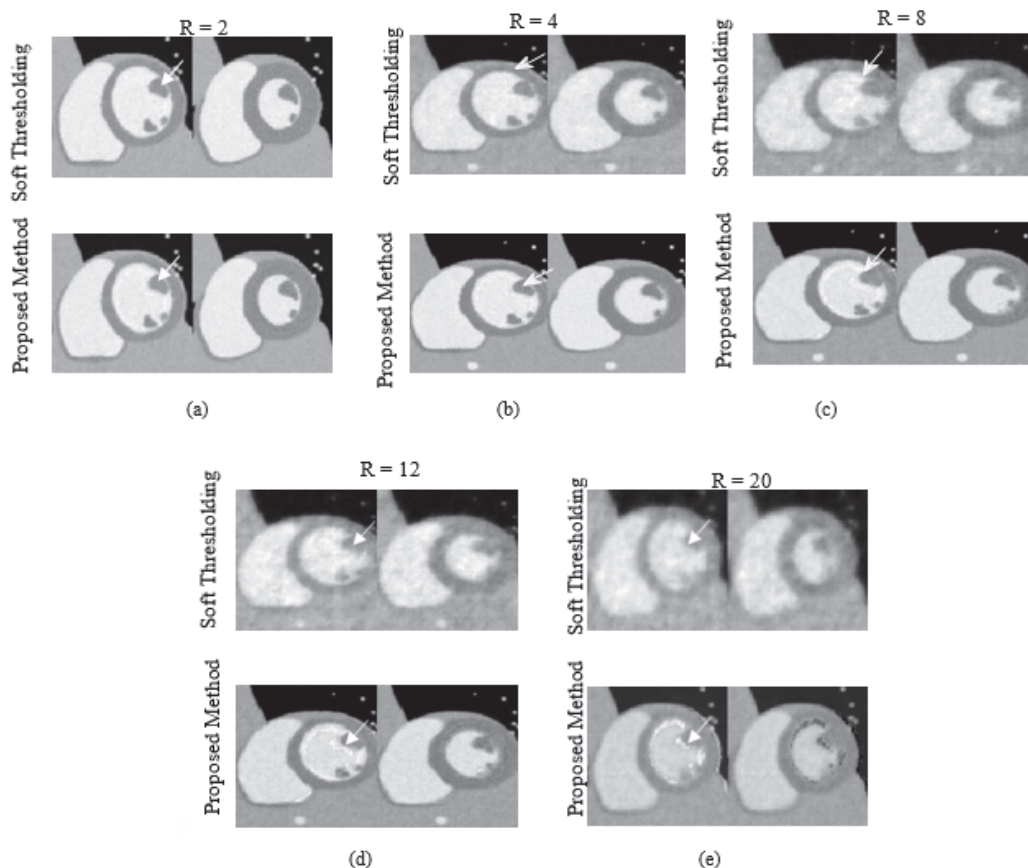 R = 2
Soft Thresholding
Proposed Method
(a)
R = 4
Soft Thresholding
Proposed Method
(b)
R = 8
Soft Thresholding
Proposed Method
(c)
R = 12
Soft Thresholding
Proposed Method
(d)
R = 20
Soft Thresholding
Proposed Method
(e)